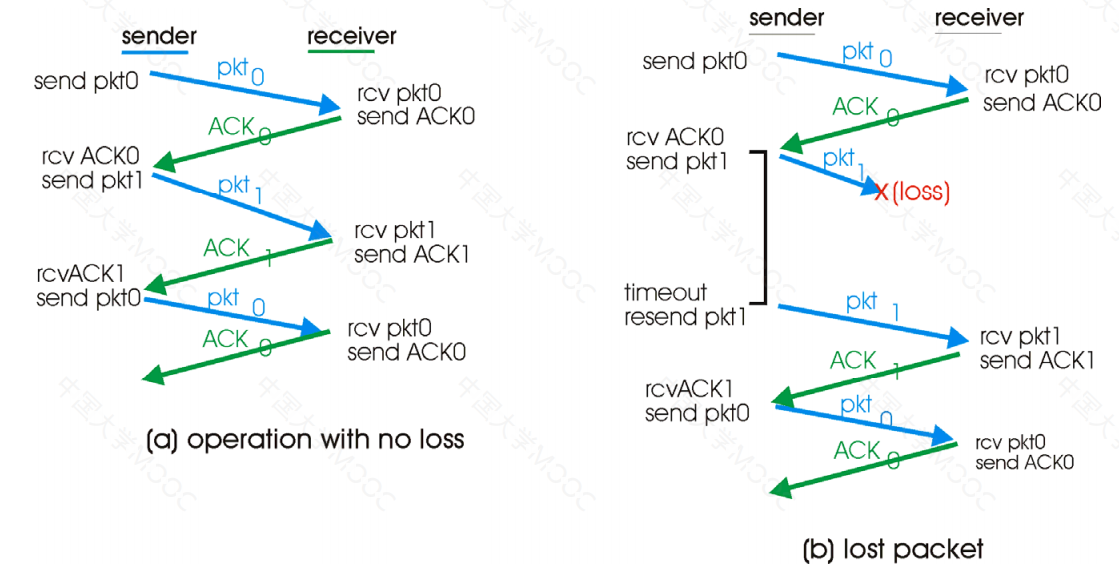 sender
receiver
send pkt0
pkt 0
rcv pkt0
send ACK0
ACK 0
rcv ACK0
send pkt1
pkt 1
rcv pkt1
send ACK1
ACK 1
rcvACK1
send pkt0
pkt 0
rcv pkt0
send ACK0
ACK 0
(a) operation with no loss
sender
receiver
send pkt0
pkt 0
rcv pkt0
send ACK0
ACK 0
rcv ACK0
send pkt1
pkt 1
X(loss)
timeout
resend pkt1
pkt 1
rcv pkt1
send ACK1
ACK 1
rcvACK1
send pkt0
pkt 0
rcv pkt0
send ACK0
ACK 0
(b) lost packet
中国大学MOOC